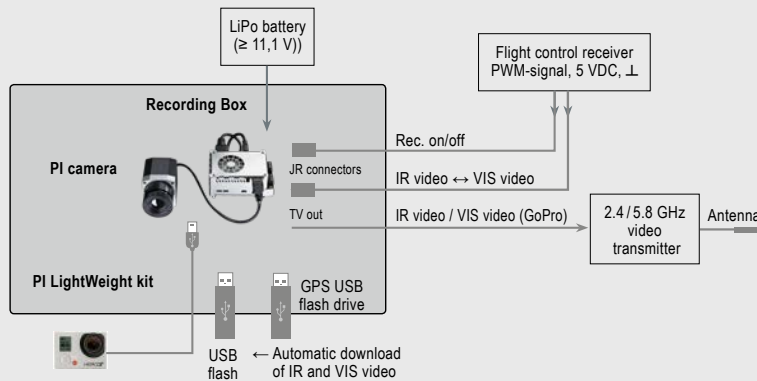 LiPo battery
(≥ 11,1 V))
Flight control receiver
PWM-signal, 5 VDC, ⊥
Recording Box
Rec. on/off
PI camera
JR connectors
IR video ↔ VIS video
TV out
IR video / VIS video (GoPro)
2.4 / 5.8 GHz
video
transmitter
Antenna
PI LightWeight kit
GPS USB
flash drive
USB
flash
← Automatic download
of IR and VIS video